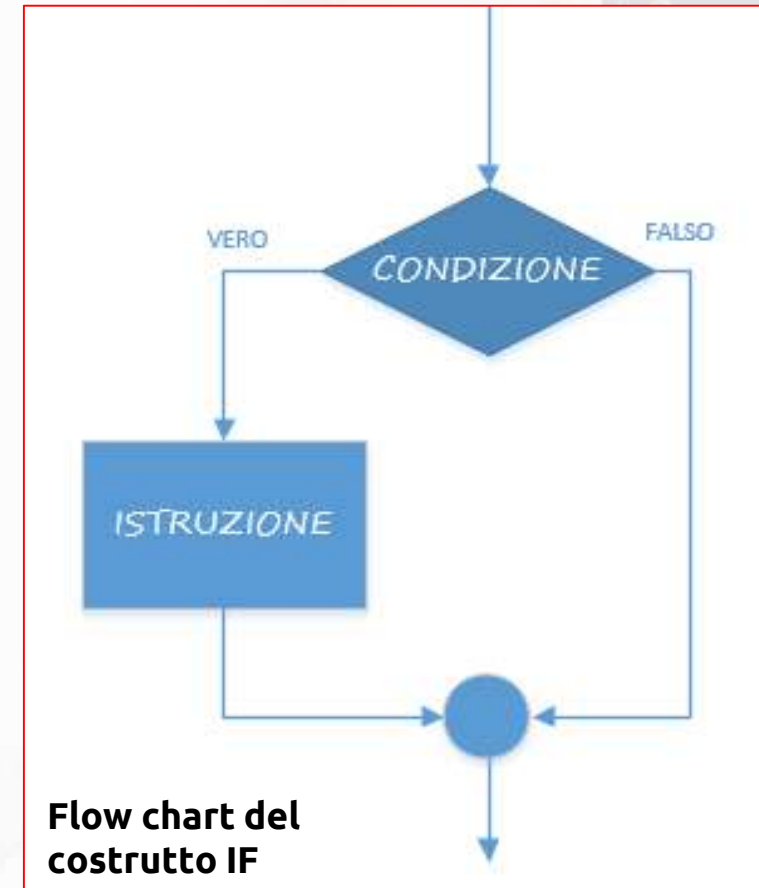 VERO
FALSO
CONDIZIONE
ISTRUZIONE
Flow chart del
costrutto IF